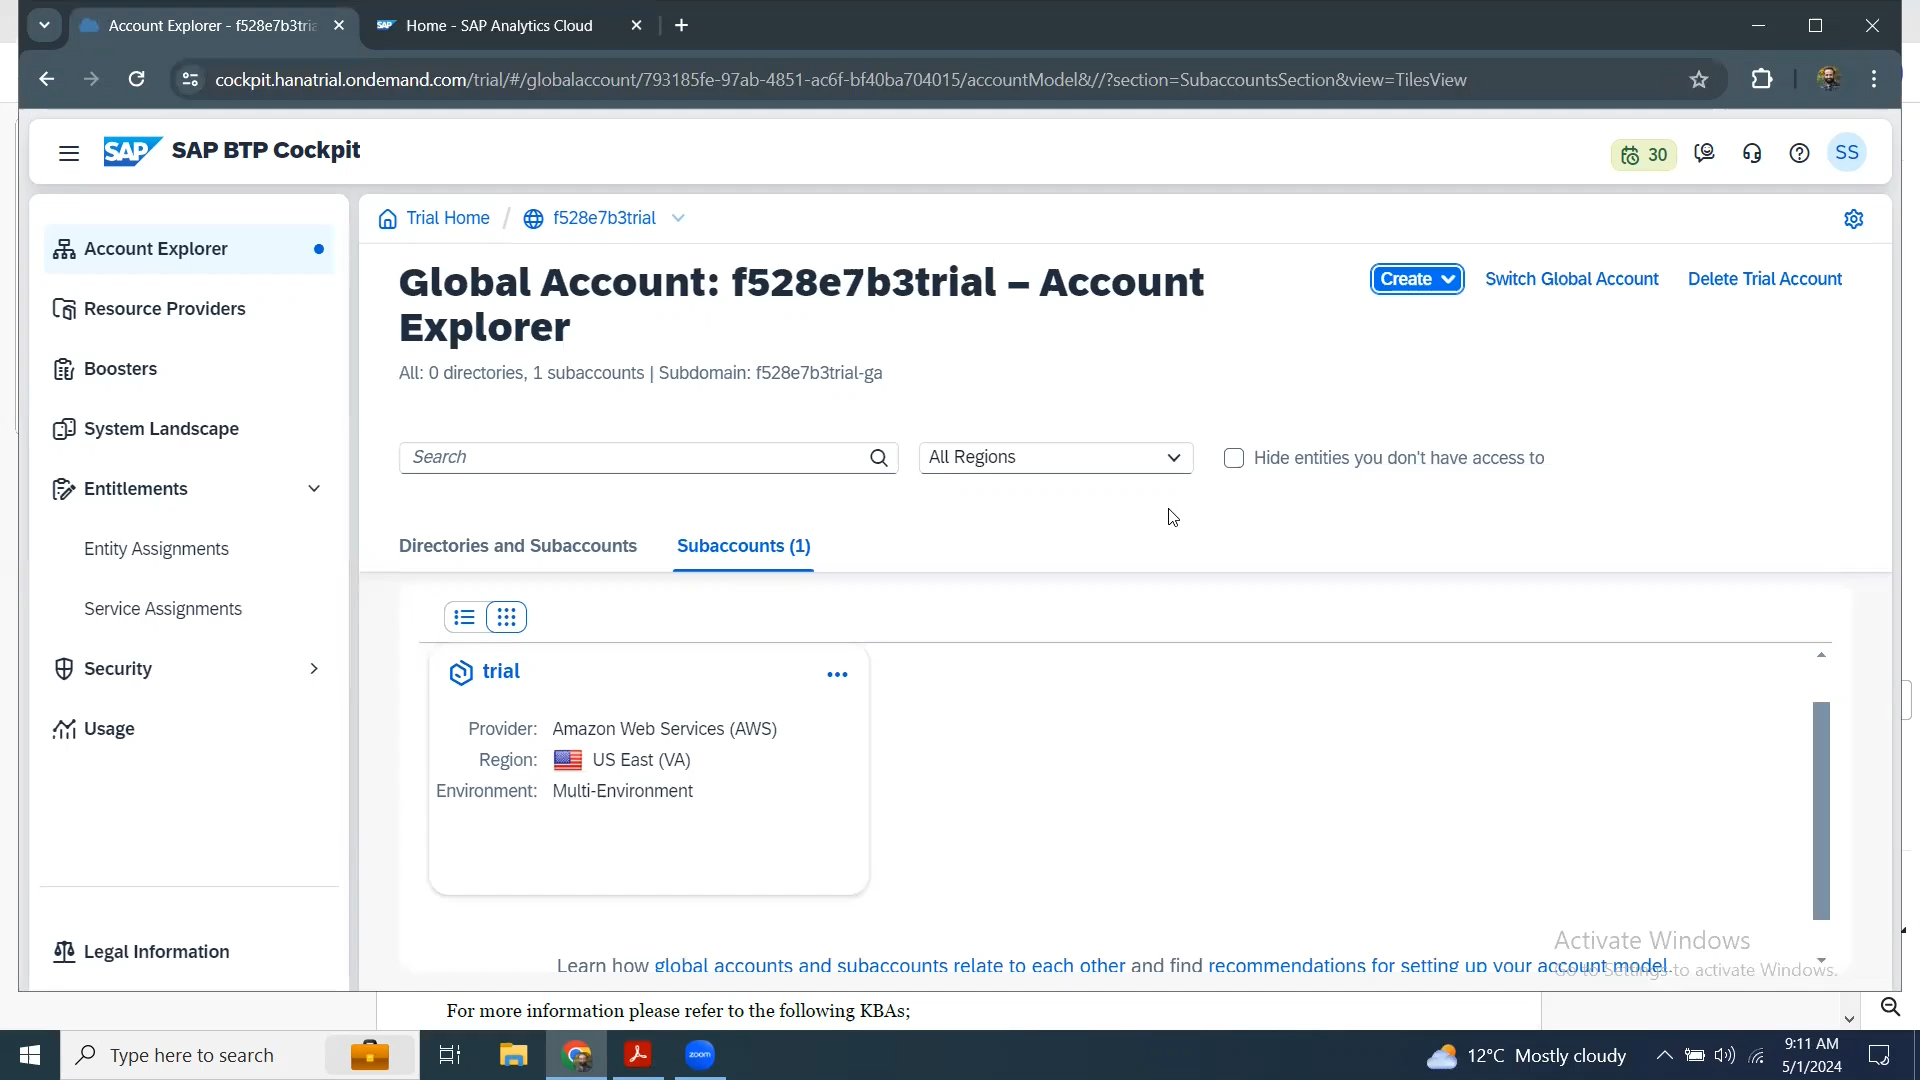 Account Explorer - f528e7b3tria
Home - SAP Analytics Cloud
cockpit.hanatrial.ondemand.com/trial/#/globalaccount/793185fe-97ab-4851-ac6f-bf40ba704015/accountModel&//?section=SubaccountsSection&view=TilesView
SAP SAP BTP Cockpit
30
SS
Account Explorer
Resource Providers
Boosters
System Landscape
Entitlements
Entity Assignments
Service Assignments
Security
Usage
Legal Information
Trial Home / f528e7b3trial
Global Account: f528e7b3trial – Account
Explorer
Create
Switch Global Account
Delete Trial Account
All: 0 directories, 1 subaccounts | Subdomain: f528e7b3trial-ga
Search
All Regions
Hide entities you don't have access to
Directories and Subaccounts
Subaccounts (1)
trial
Provider: Amazon Web Services (AWS)
Region: US East (VA)
Environment: Multi-Environment
Learn how global accounts and subaccounts relate to each other and find recommendations for setting up your account model.
Activate Windows
Go to Settings to activate Windows.
For more information please refer to the following KBAs;
Type here to search
zoom
12°C Mostly cloudy
9:11 AM
5/1/2024